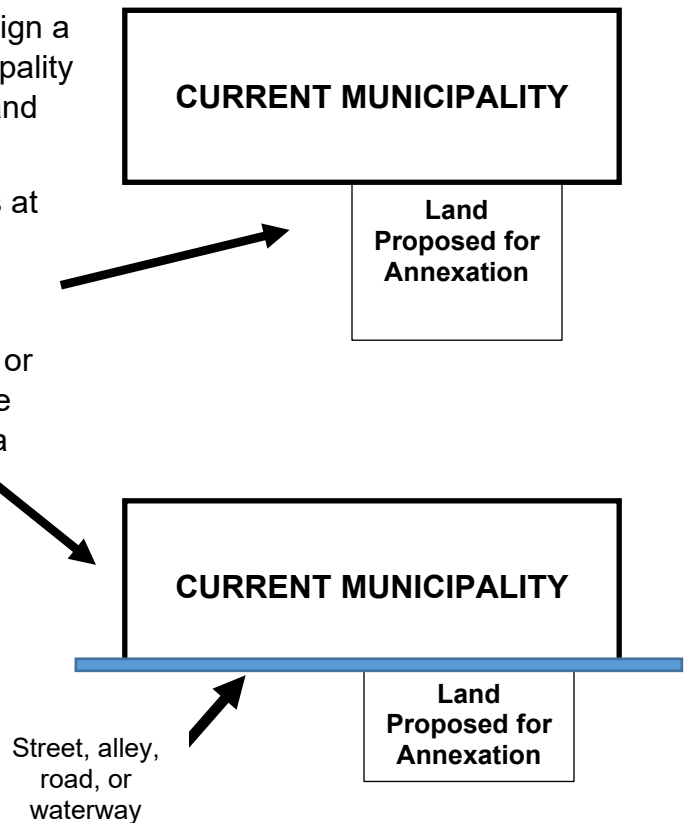 ign a
ipality
and
s at
or
e
a
CURRENT MUNICIPALITY
Land
Proposed for
Annexation
CURRENT MUNICIPALITY
Land
Proposed for
Annexation
Street, alley,
road, or
waterway